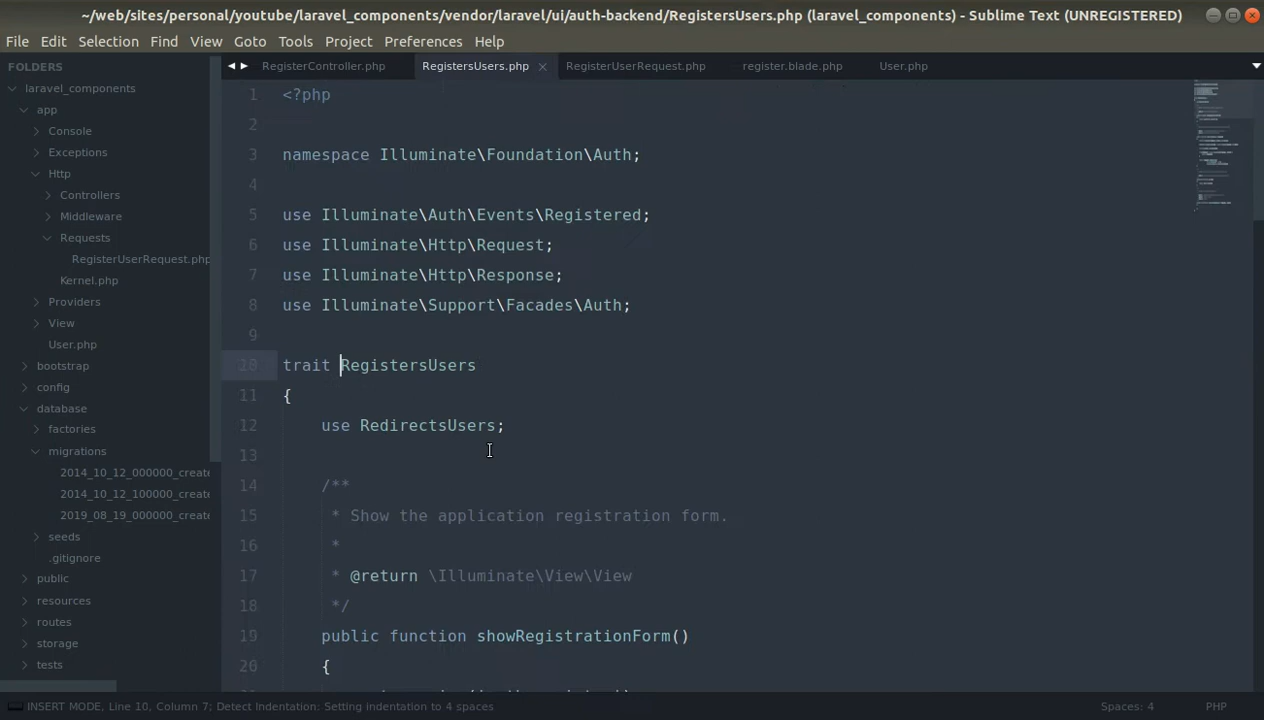 ~/web/sites/personal/youtube/laravel_components/vendor/laravel/ui/auth-backend/RegistersUsers.php (laravel_components) - Sublime Text (UNREGISTERED)
File Edit Selection Find View Goto Tools Project Preferences Help
FOLDERS
laravel_components
app
Console
Exceptions
Http
Controllers
Middleware
Requests
RegisterUserRequest.php
Kernel.php
Providers
View
User.php
bootstrap
config
database
factories
migrations
2014_10_12_000000_create
2014_10_12_100000_create
2019_08_19_000000_create
seeds
.gitignore
public
resources
routes
storage
tests
RegisterController.php RegistersUsers.php RegisterUserRequest.php register.blade.php User.php
1 <?php
2
3 namespace Illuminate\Foundation\Auth;
4
5 use Illuminate\Auth\Events\Registered;
6 use Illuminate\Http\Request;
7 use Illuminate\Http\Response;
8 use Illuminate\Support\Facades\Auth;
9
10 trait RegistersUsers
11 {
12 use RedirectsUsers;
13
14 /**
15 * Show the application registration form.
16 *
17 * @return \Illuminate\View\View
18 */
19 public function showRegistrationForm()
20 {
INSERT MODE, Line 10, Column 7; Detect Indentation: Setting indentation to 4 spaces Spaces: 4 PHP